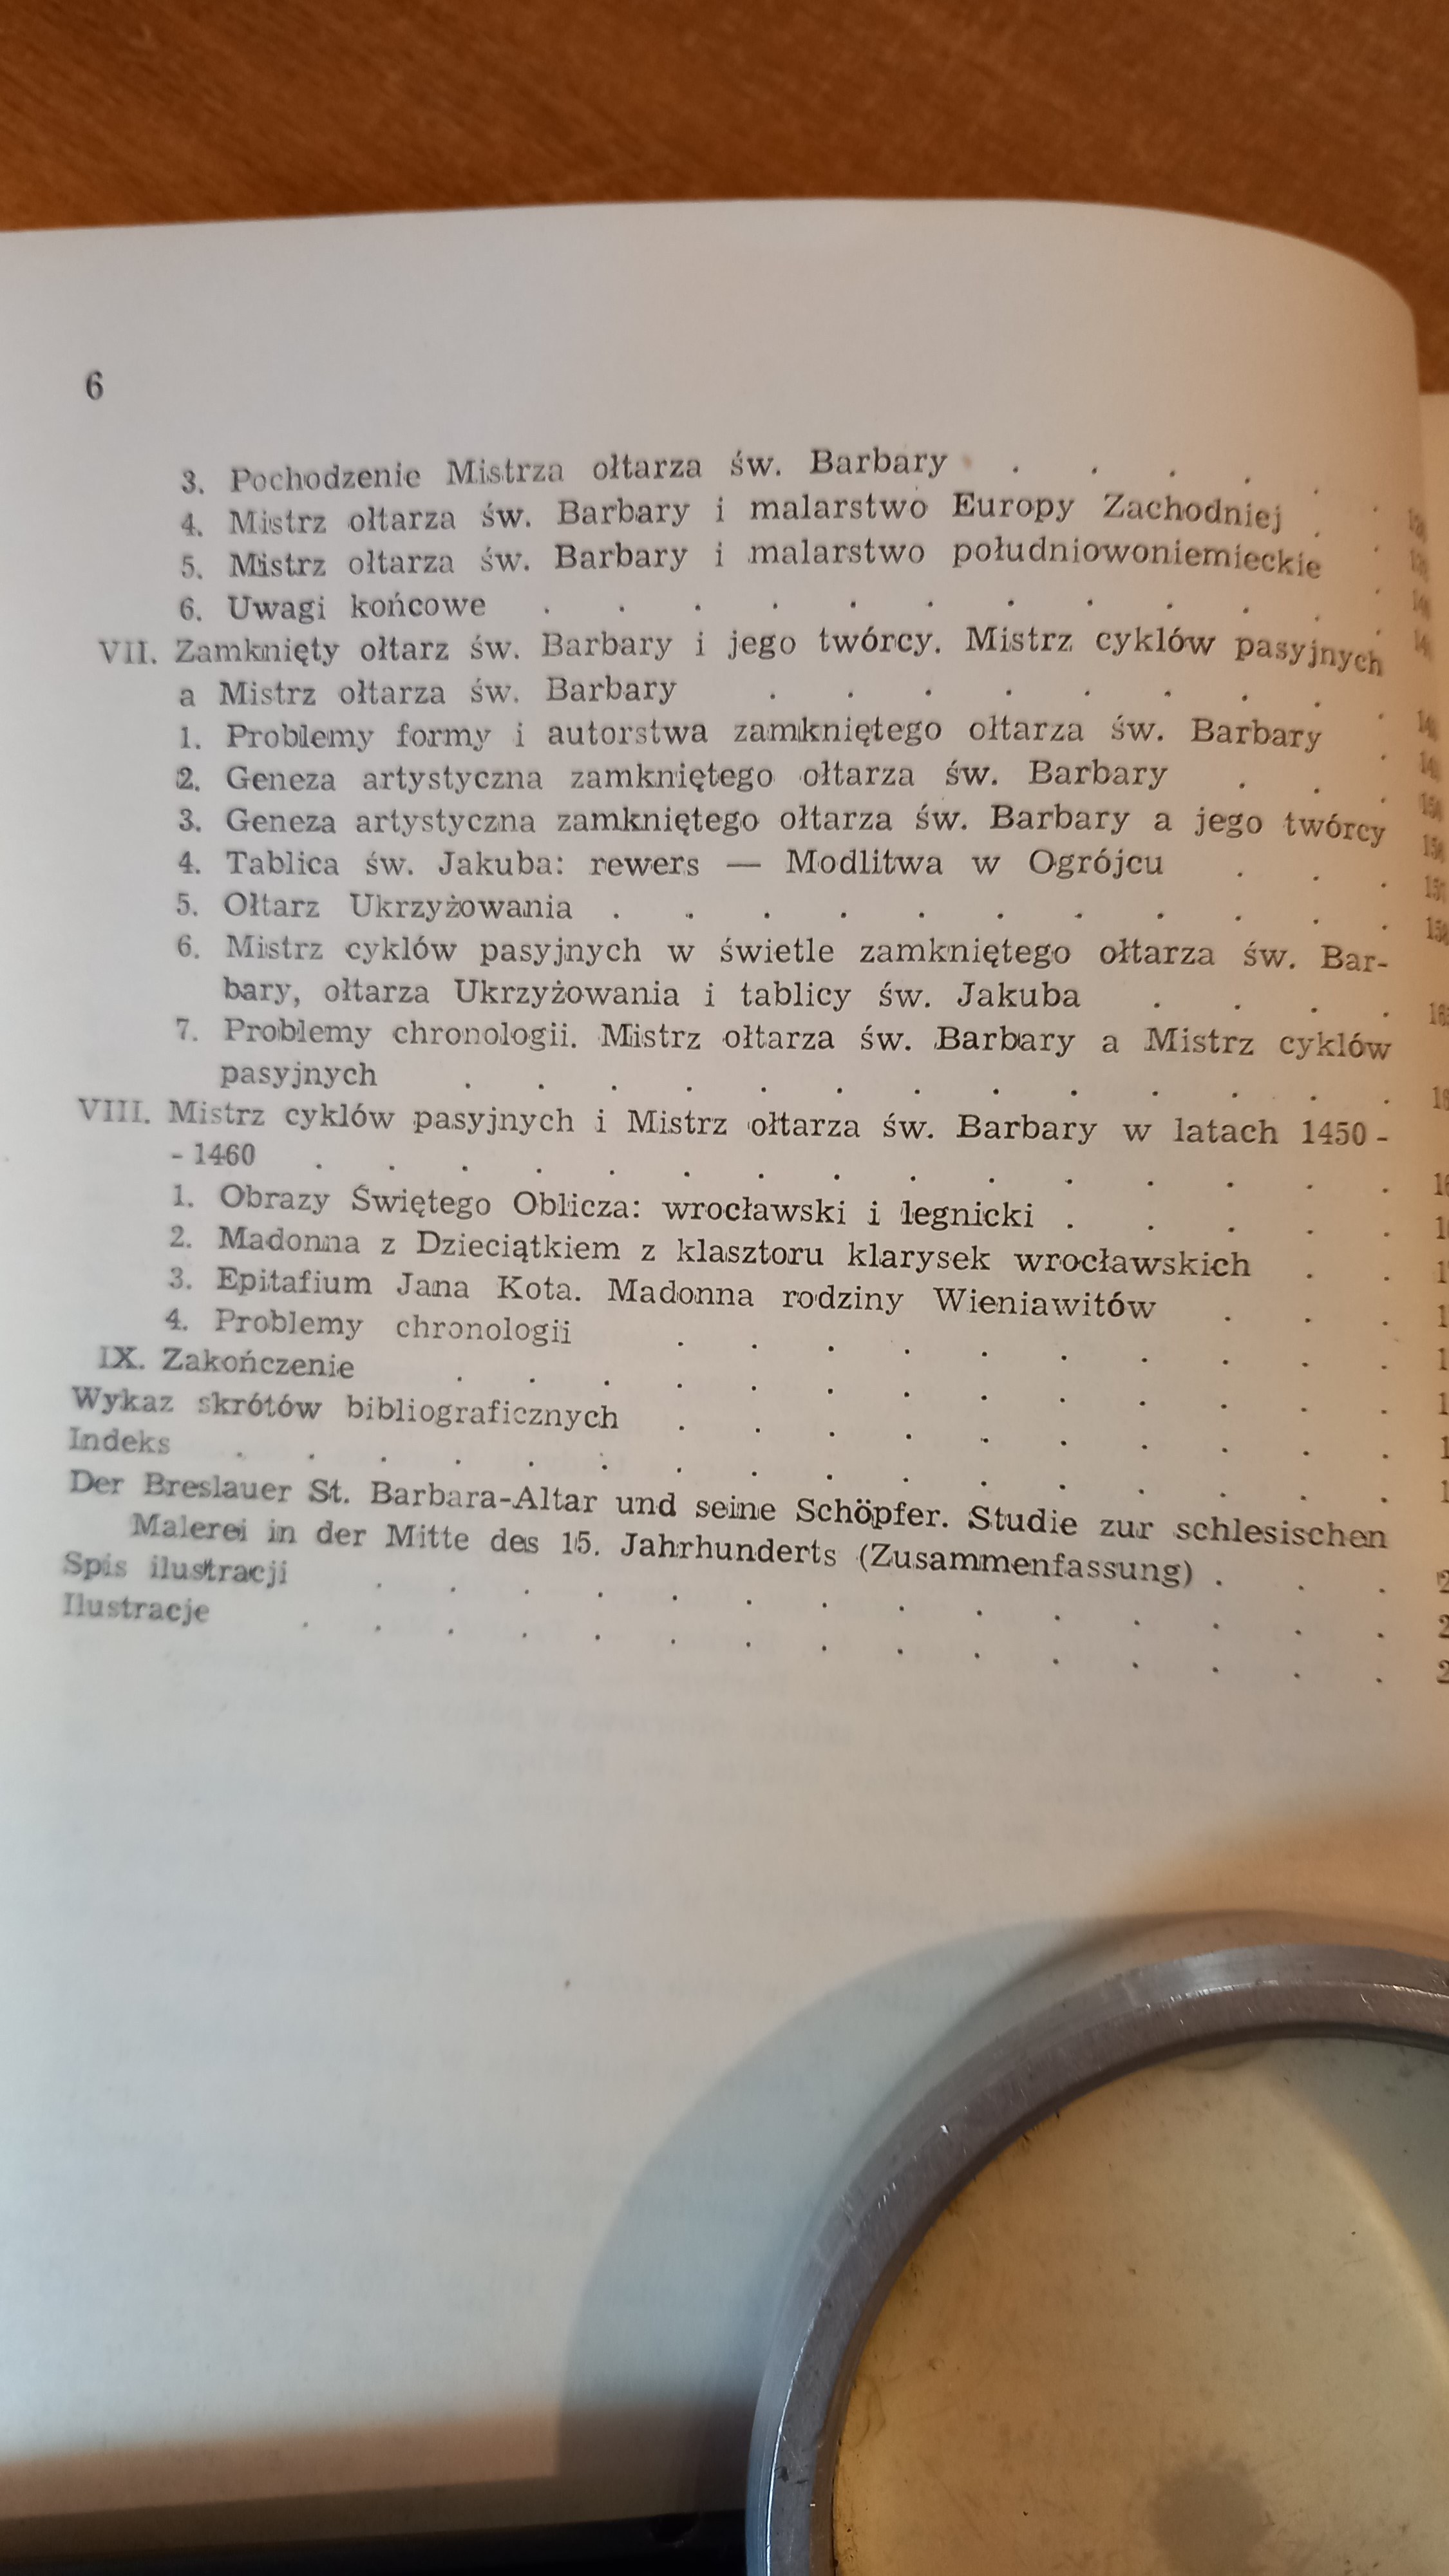 6
3. Pochodzenie Mistrza ołtarza św. Barbary . . . . . .
4. Mistrz ołtarza św. Barbary i malarstwo Europy Zachodniej . .
5. Mistrz ołtarza św. Barbary i malarstwo południowoniemieckie .
6. Uwagi końcowe . . . . . . . . . . . .
VII. Zamknięty ołtarz św. Barbary i jego twórcy. Mistrz cyklów pasyjnych
a Mistrz ołtarza św. Barbary . . . . . . . . .
1. Problemy formy i autorstwa zamkniętego ołtarza św. Barbary .
2. Geneza artystyczna zamkniętego ołtarza św. Barbary . . .
3. Geneza artystyczna zamkniętego ołtarza św. Barbary a jego twórcy
4. Tablica św. Jakuba: rewers — Modlitwa w Ogrójcu . . .
5. Ołtarz Ukrzyżowania . . . . . . . . . . .
6. Mistrz cyklów pasyjnych w świetle zamkniętego ołtarza św. Bar-
bary, ołtarza Ukrzyżowania i tablicy św. Jakuba . . . .
7. Problemy chronologii. Mistrz ołtarza św. Barbary a Mistrz cyklów
pasyjnych . . . . . . . . . . . . .
VIII. Mistrz cyklów pasyjnych i Mistrz ołtarza św. Barbary w latach 1450 -
- 1460 . . . . . . . . . . . . . . .
1. Obrazy Świętego Oblicza: wrocławski i legnicki . . . . .
2. Madonna z Dzieciątkiem z klasztoru klarysek wrocławskich . .
3. Epitafium Jana Kota. Madonna rodziny Wieniawitów . . .
4. Problemy chronologii . . . . . . . . . .
IX. Zakończenie . . . . . . . . . . . . .
Wykaz skrótów bibliograficznych . . . . . . . . . .
Indeks . . . . . . . . . . . . . . . .
Der Breslauer St. Barbara-Altar und seine Schöpfer. Studie zur schlesischen
Malerei in der Mitte des 15. Jahrhunderts (Zusammenfassung) . . .
Spis ilustracji . . . . . . . . . . . . . .
Ilustracje . . . . . . . . . . . . . . .